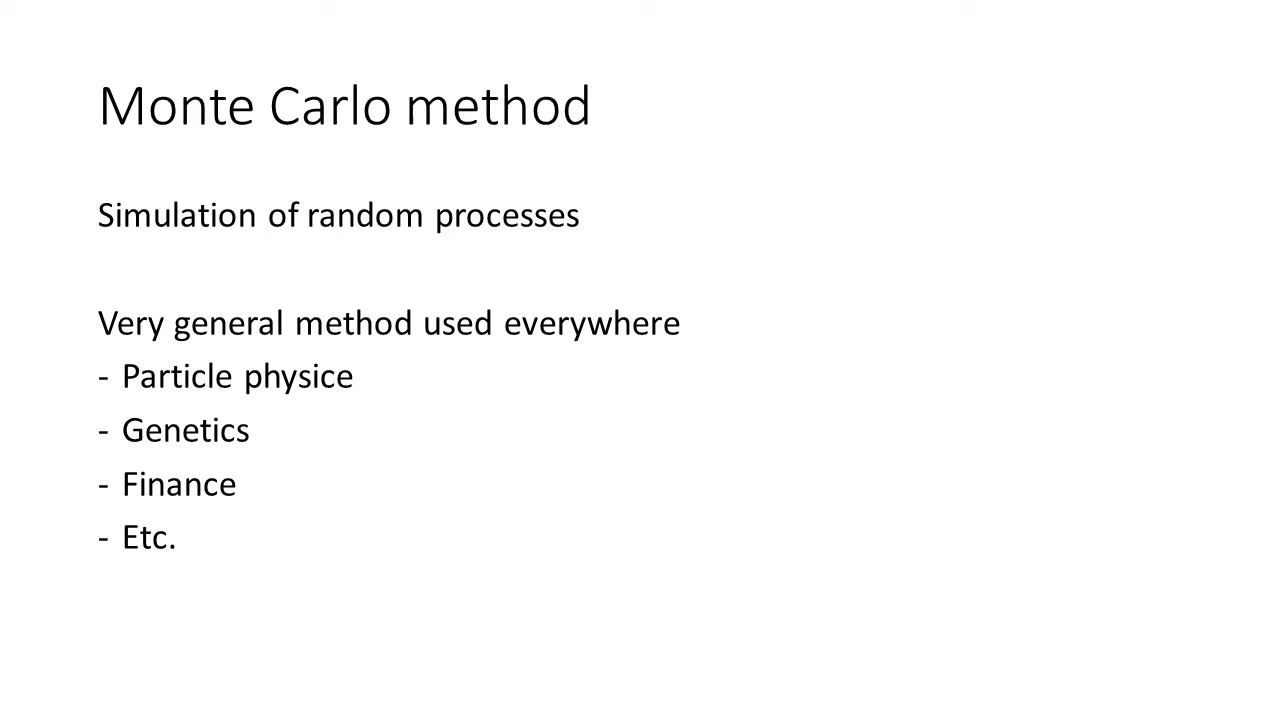 Monte Carlo method
Simulation of random processes
Very general method used everywhere
- Particle physice
- Genetics
- Finance
- Etc.